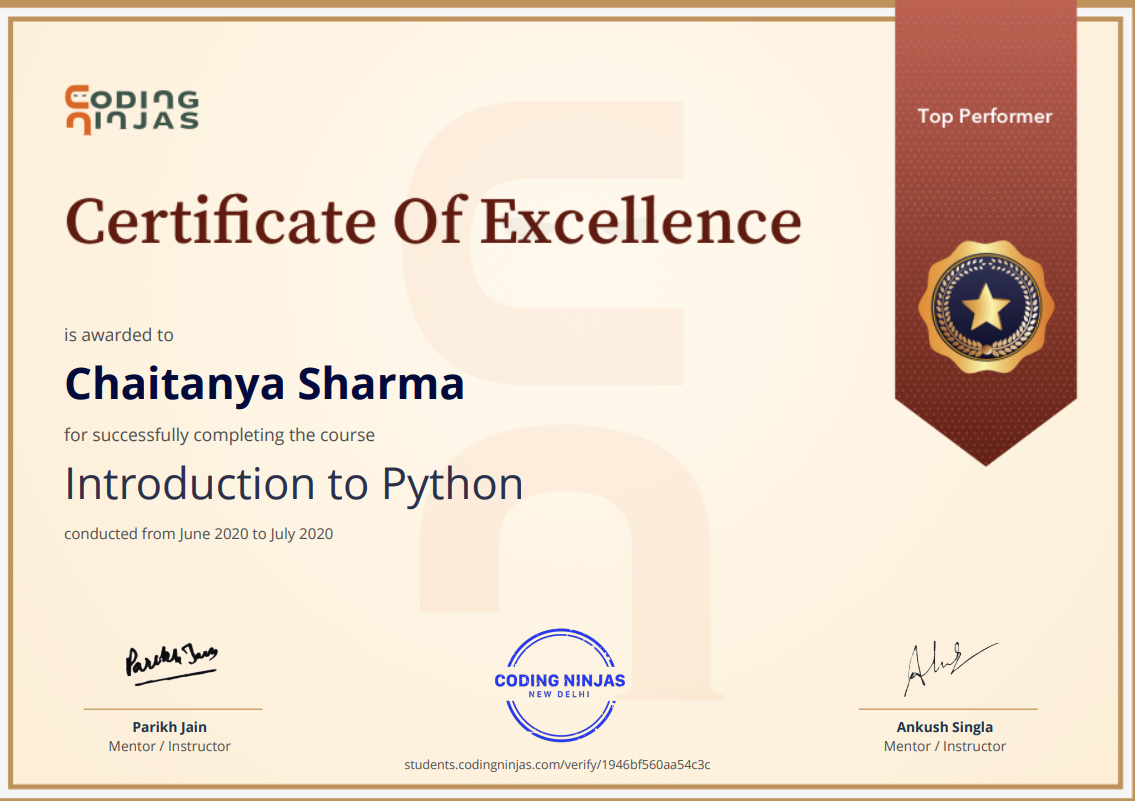 CODING
NINJAS
Top Performer
Certificate Of Excellence
is awarded to
Chaitanya Sharma
for successfully completing the course
Introduction to Python
conducted from June 2020 to July 2020
Parikh Jain
Parikh Jain
Mentor / Instructor
CODING NINJAS
NEW DELHI
Ankush Singla
Mentor / Instructor
students.codingninjas.com/verify/1946bf560aa54c3c